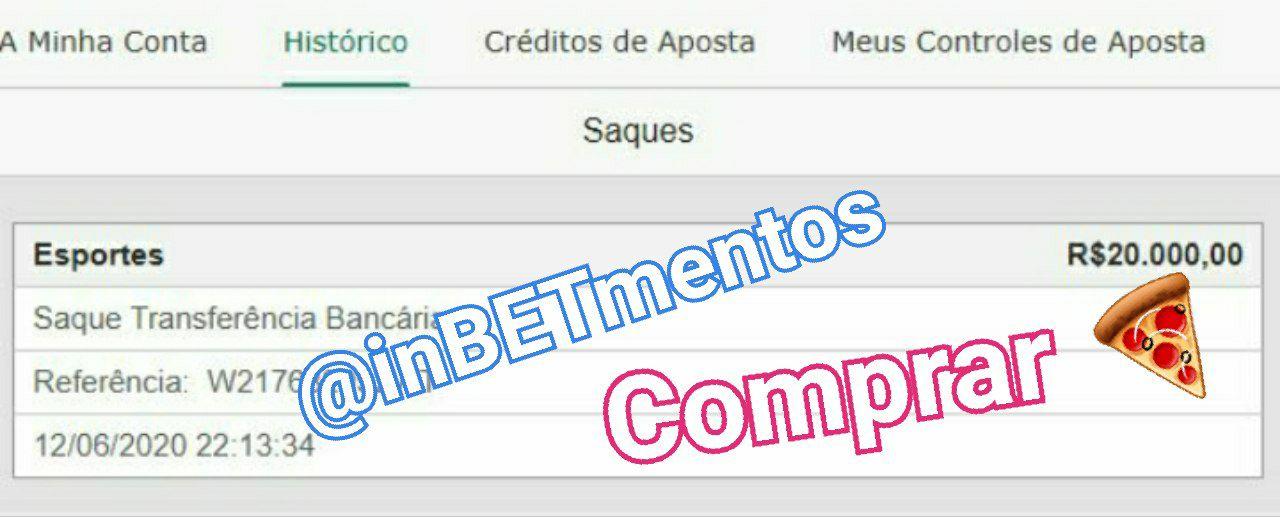 A Minha Conta Histórico Créditos de Aposta Meus Controles de Aposta
Saques
Esportes R$20.000,00
Saque Transferência Bancária
Referência: W2176
12/06/2020 22:13:34
@inBETmentos
Comprar